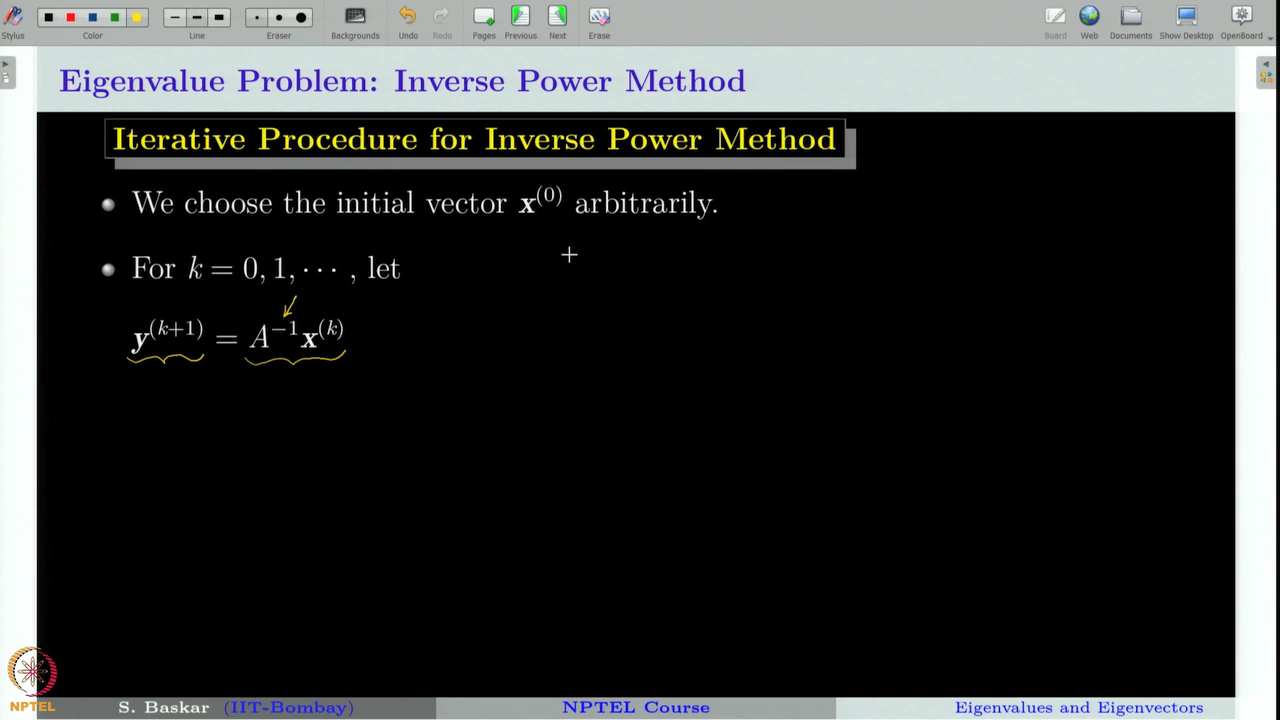 Stylus
Color
Line
Eraser
Backgrounds
Undo
Redo
Pages
Previous
Next
Erase
Board
Web
Documents
Show Desktop
OpenBoard
Eigenvalue Problem: Inverse Power Method
Iterative Procedure for Inverse Power Method
We choose the initial vector x⁽⁰⁾ arbitrarily.
For k = 0, 1, ⋯ , let
y⁽ᵏ⁺¹⁾ = A⁻¹x⁽ᵏ⁾
NPTEL
S. Baskar (IIT-Bombay)
NPTEL Course
Eigenvalues and Eigenvectors